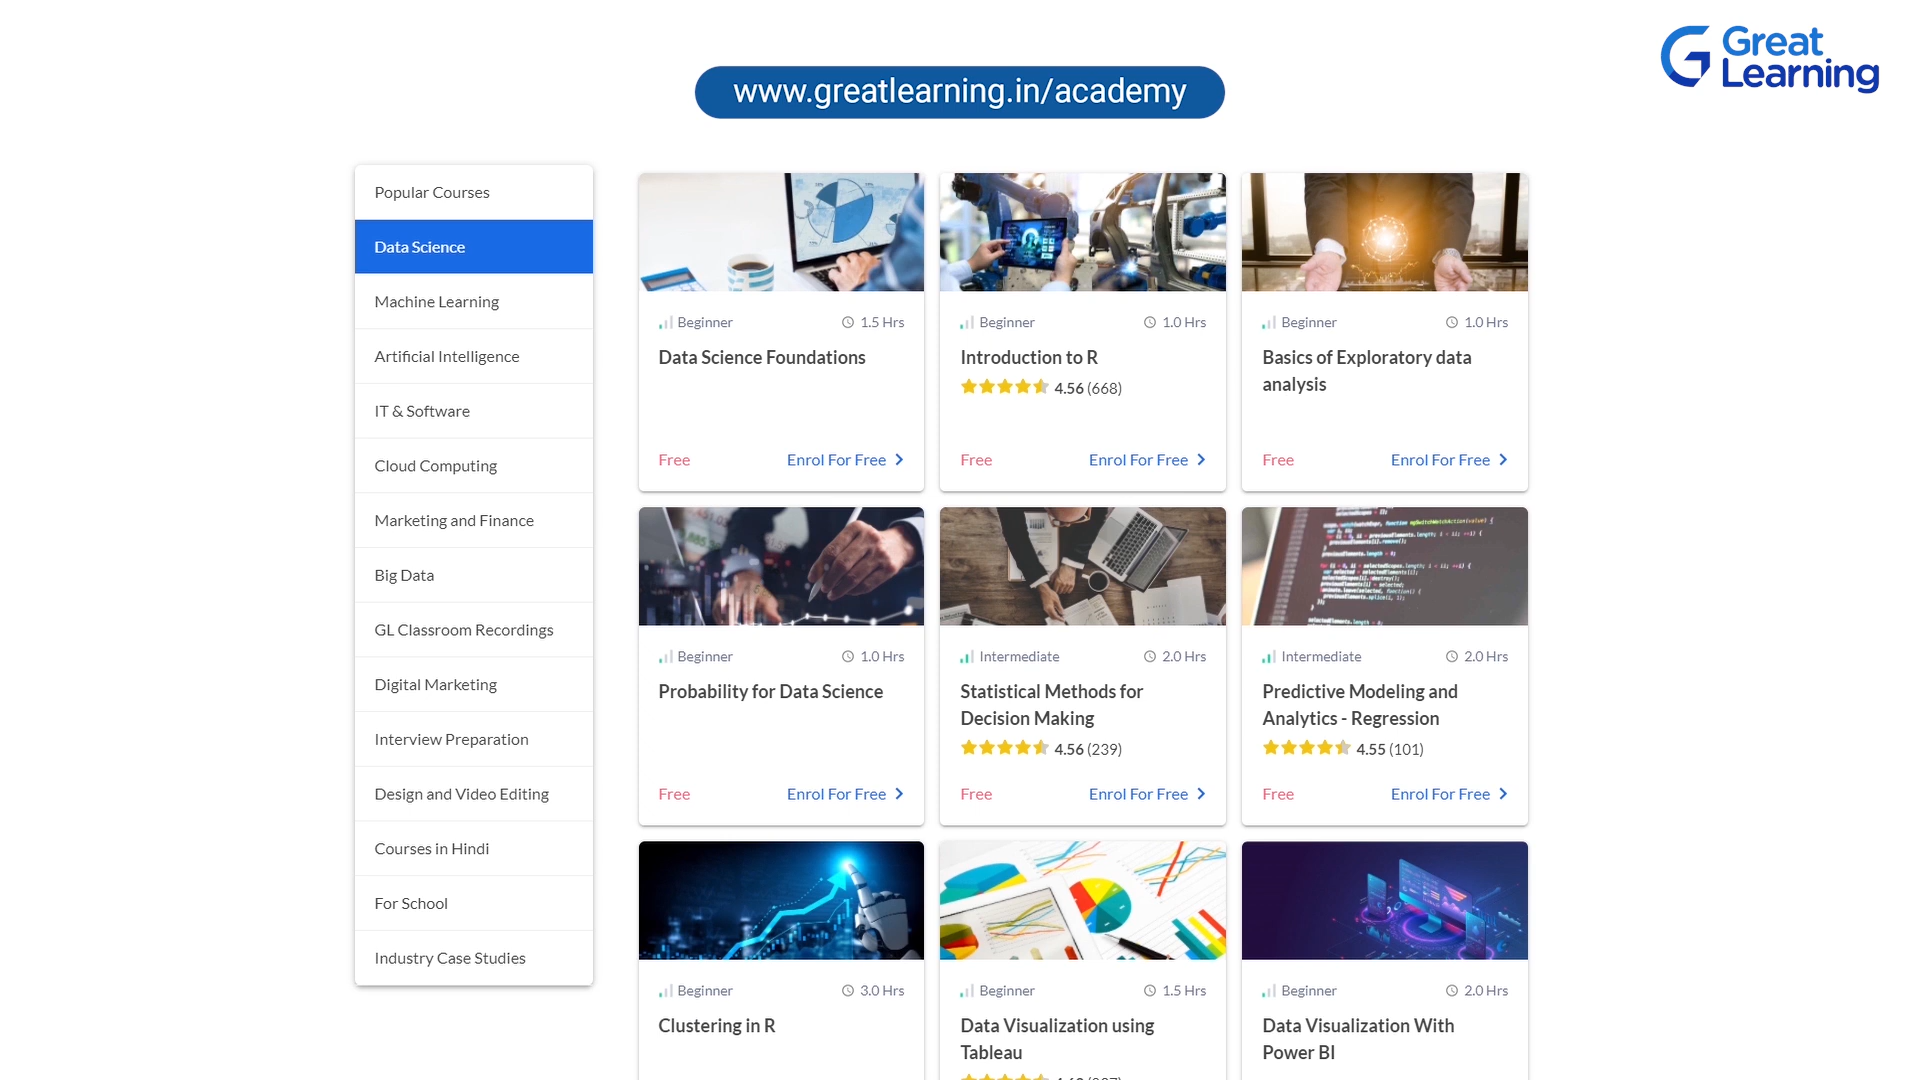 Great
Learning
www.greatlearning.in/academy
Popular Courses
Data Science
Machine Learning
Artificial Intelligence
IT & Software
Cloud Computing
Marketing and Finance
Big Data
GL Classroom Recordings
Digital Marketing
Interview Preparation
Design and Video Editing
Courses in Hindi
For School
Industry Case Studies
Beginner 1.5 Hrs
Data Science Foundations
Free Enrol For Free
Beginner 1.0 Hrs
Introduction to R
4.56 (668)
Free Enrol For Free
Beginner 1.0 Hrs
Basics of Exploratory data
analysis
Free Enrol For Free
Beginner 1.0 Hrs
Probability for Data Science
Free Enrol For Free
Intermediate 2.0 Hrs
Statistical Methods for
Decision Making
4.56 (239)
Free Enrol For Free
Intermediate 2.0 Hrs
Predictive Modeling and
Analytics - Regression
4.55 (101)
Free Enrol For Free
Beginner 3.0 Hrs
Clustering in R
Beginner 1.5 Hrs
Data Visualization using
Tableau
Beginner 2.0 Hrs
Data Visualization With
Power BI